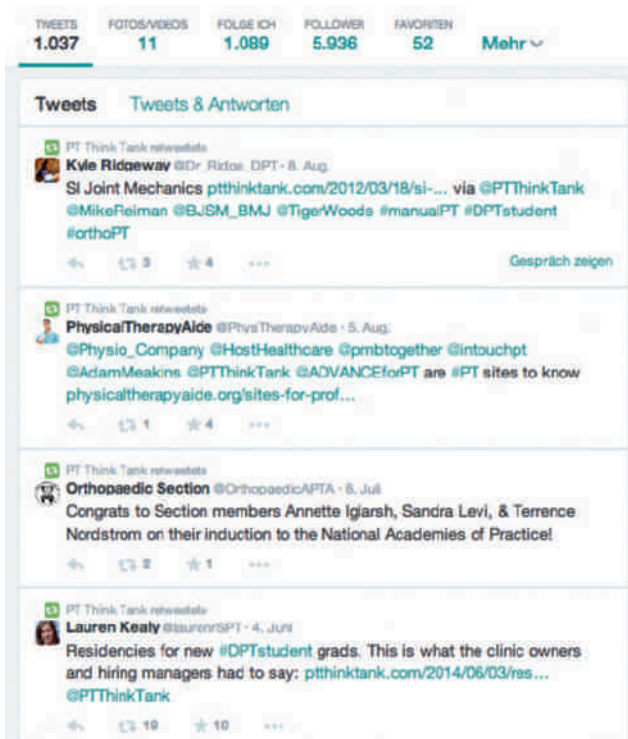 TWEETS FOTOS/VIDEOS FOLGE ICH FOLLOWER FAVORITEN
1.037 11 1.089 5.936 52 Mehr
Tweets Tweets & Antworten
PT Think Tank retweetete
Kyle Ridgeway @Dr_Ridge_DPT · 8. Aug.
SI Joint Mechanics ptthinktank.com/2012/03/18/si-... via @PTThinkTank
@MikeReiman @BJSM_BMJ @TigerWoods #manualPT #DPTstudent
#orthoPT
3 4 Gespräch zeigen
PT Think Tank retweetete
PhysicalTherapyAide @PhysTherapyAide · 5. Aug.
@Physio_Company @HostHealthcare @pmbtogether @intouchpt
@AdamMeakins @PTThinkTank @ADVANCEforPT are #PT sites to know
physicaltherapyaide.org/sites-for-prof...
1 4
PT Think Tank retweetete
Orthopaedic Section @OrthopaedicAPTA · 8. Juli
Congrats to Section members Annette Iglarsh, Sandra Levi, & Terrence
Nordstrom on their induction to the National Academies of Practice!
2 1
PT Think Tank retweetete
Lauren Kealy @laurenrSPT · 4. Juni
Residencies for new #DPTstudent grads. This is what the clinic owners
and hiring managers had to say: ptthinktank.com/2014/06/03/res...
@PTThinkTank
19 10